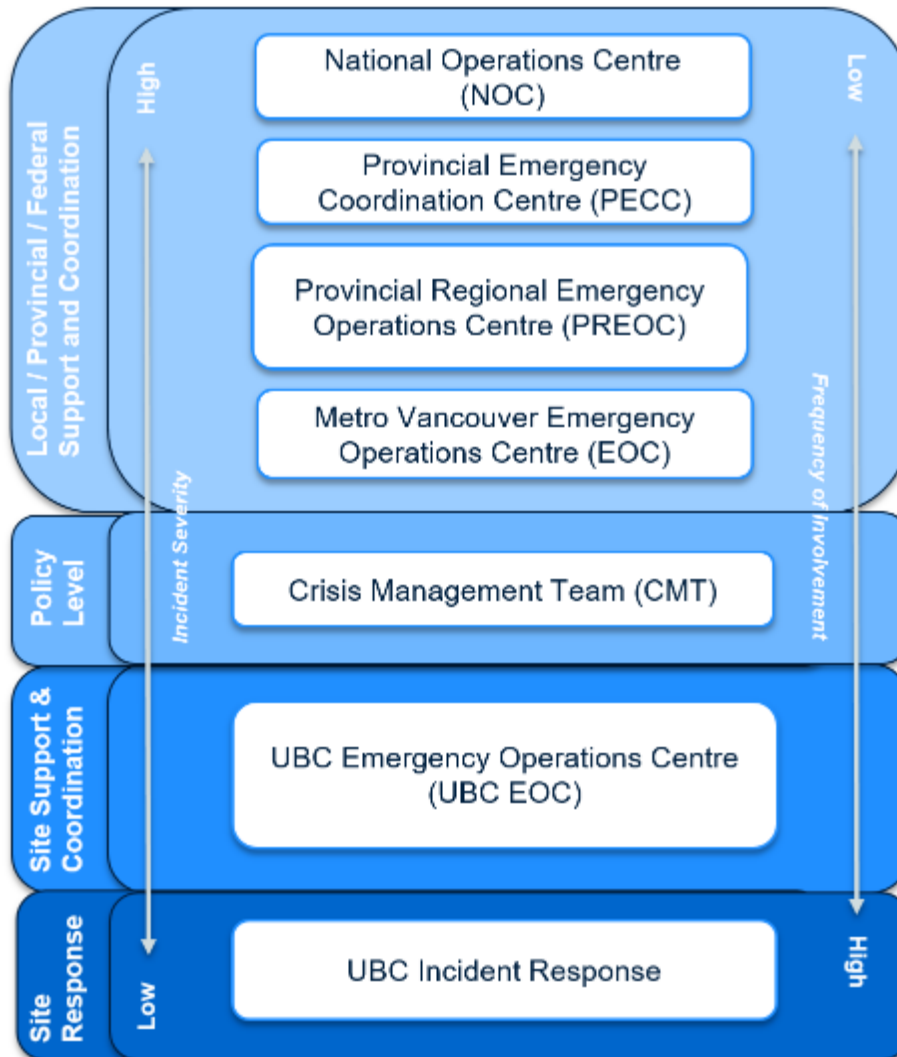 High
Low
National Operations Centre
(NOC)
Provincial Emergency
Coordination Centre (PECC)
Provincial Regional Emergency
Operations Centre (PREOC)
Metro Vancouver Emergency
Operations Centre (EOC)
Local / Provincial / Federal
Support and Coordination
Incident Severity
Frequency of Involvement
Policy
Level
Crisis Management Team (CMT)
Site Support &
Coordination
UBC Emergency Operations Centre
(UBC EOC)
Site
Response
Low
UBC Incident Response
High